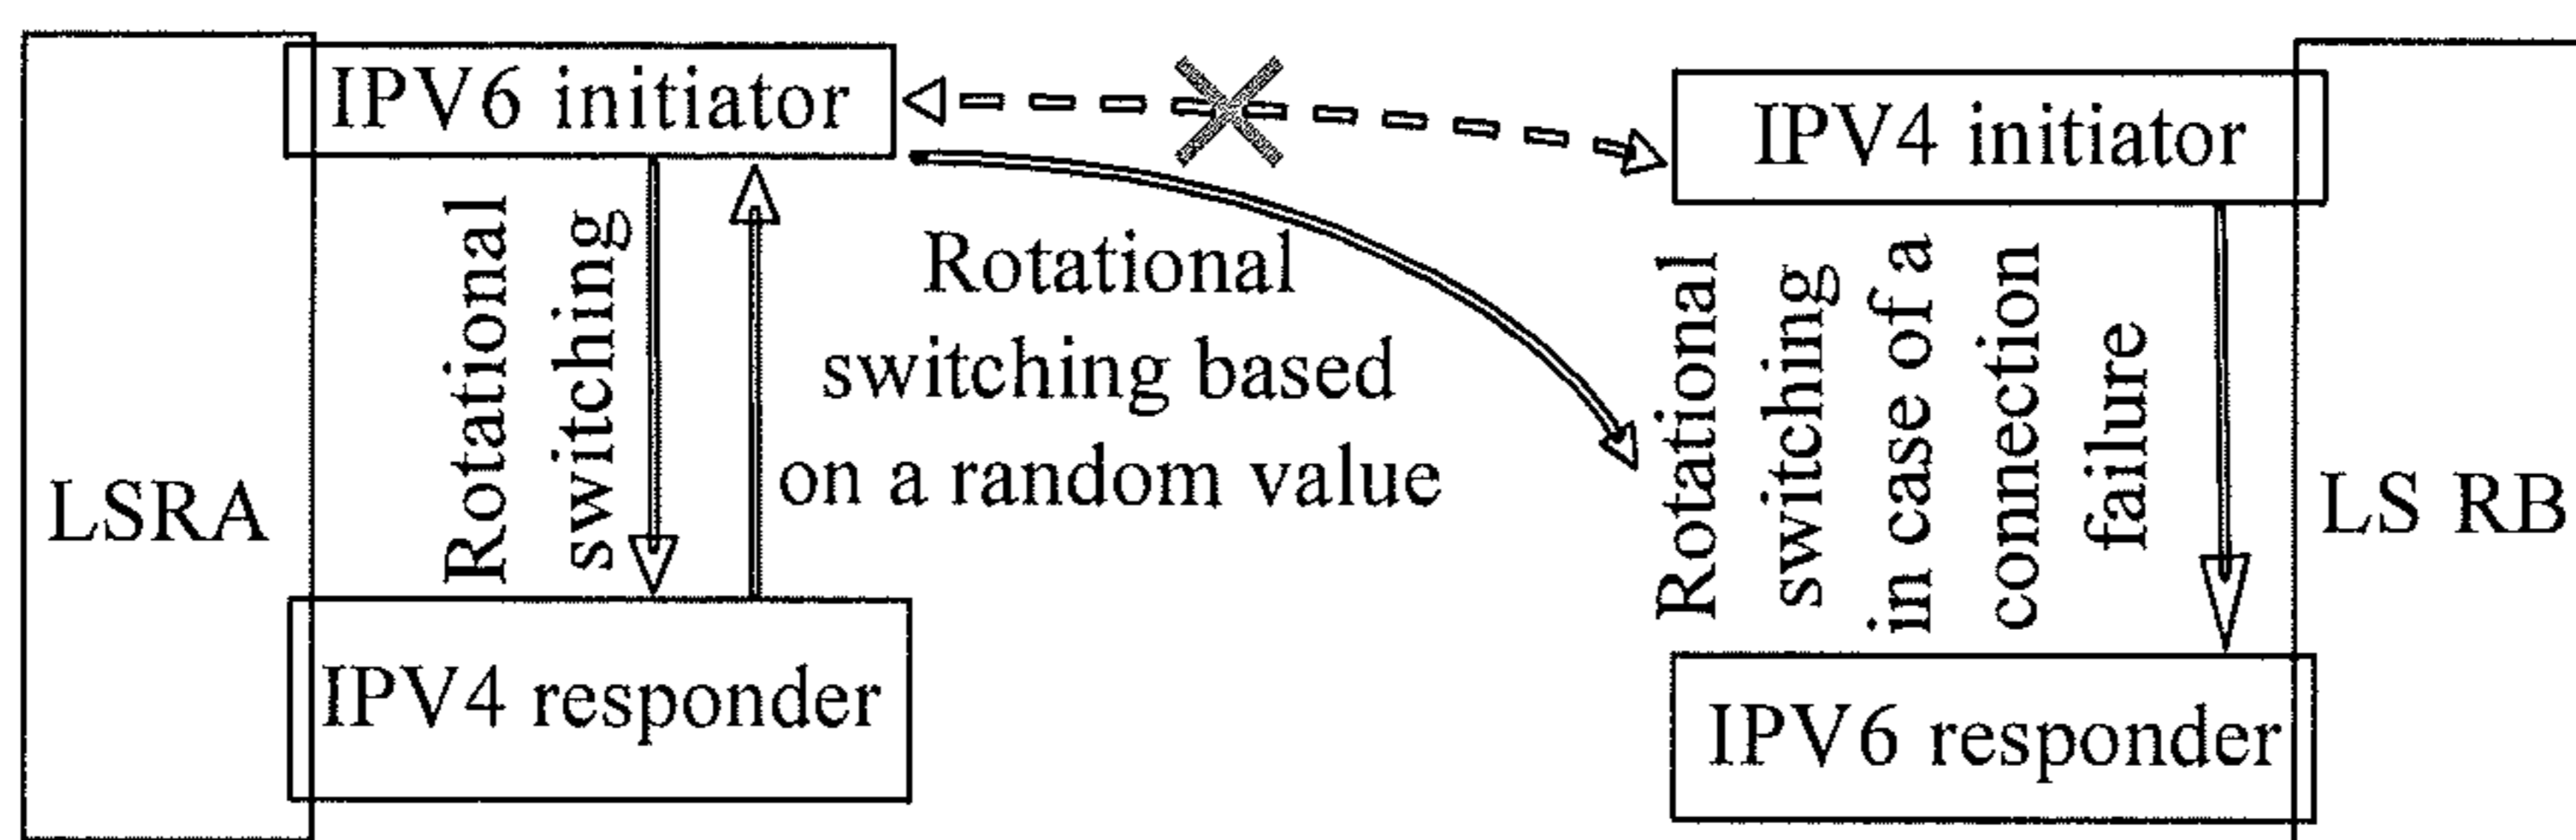 IPV6 initiator
IPV4 initiator
Rotational
switching
Rotational
switching based
on a random value
Rotational
switching
in case of a
connection
failure
LSRA
LS RB
IPV4 responder
IPV6 responder